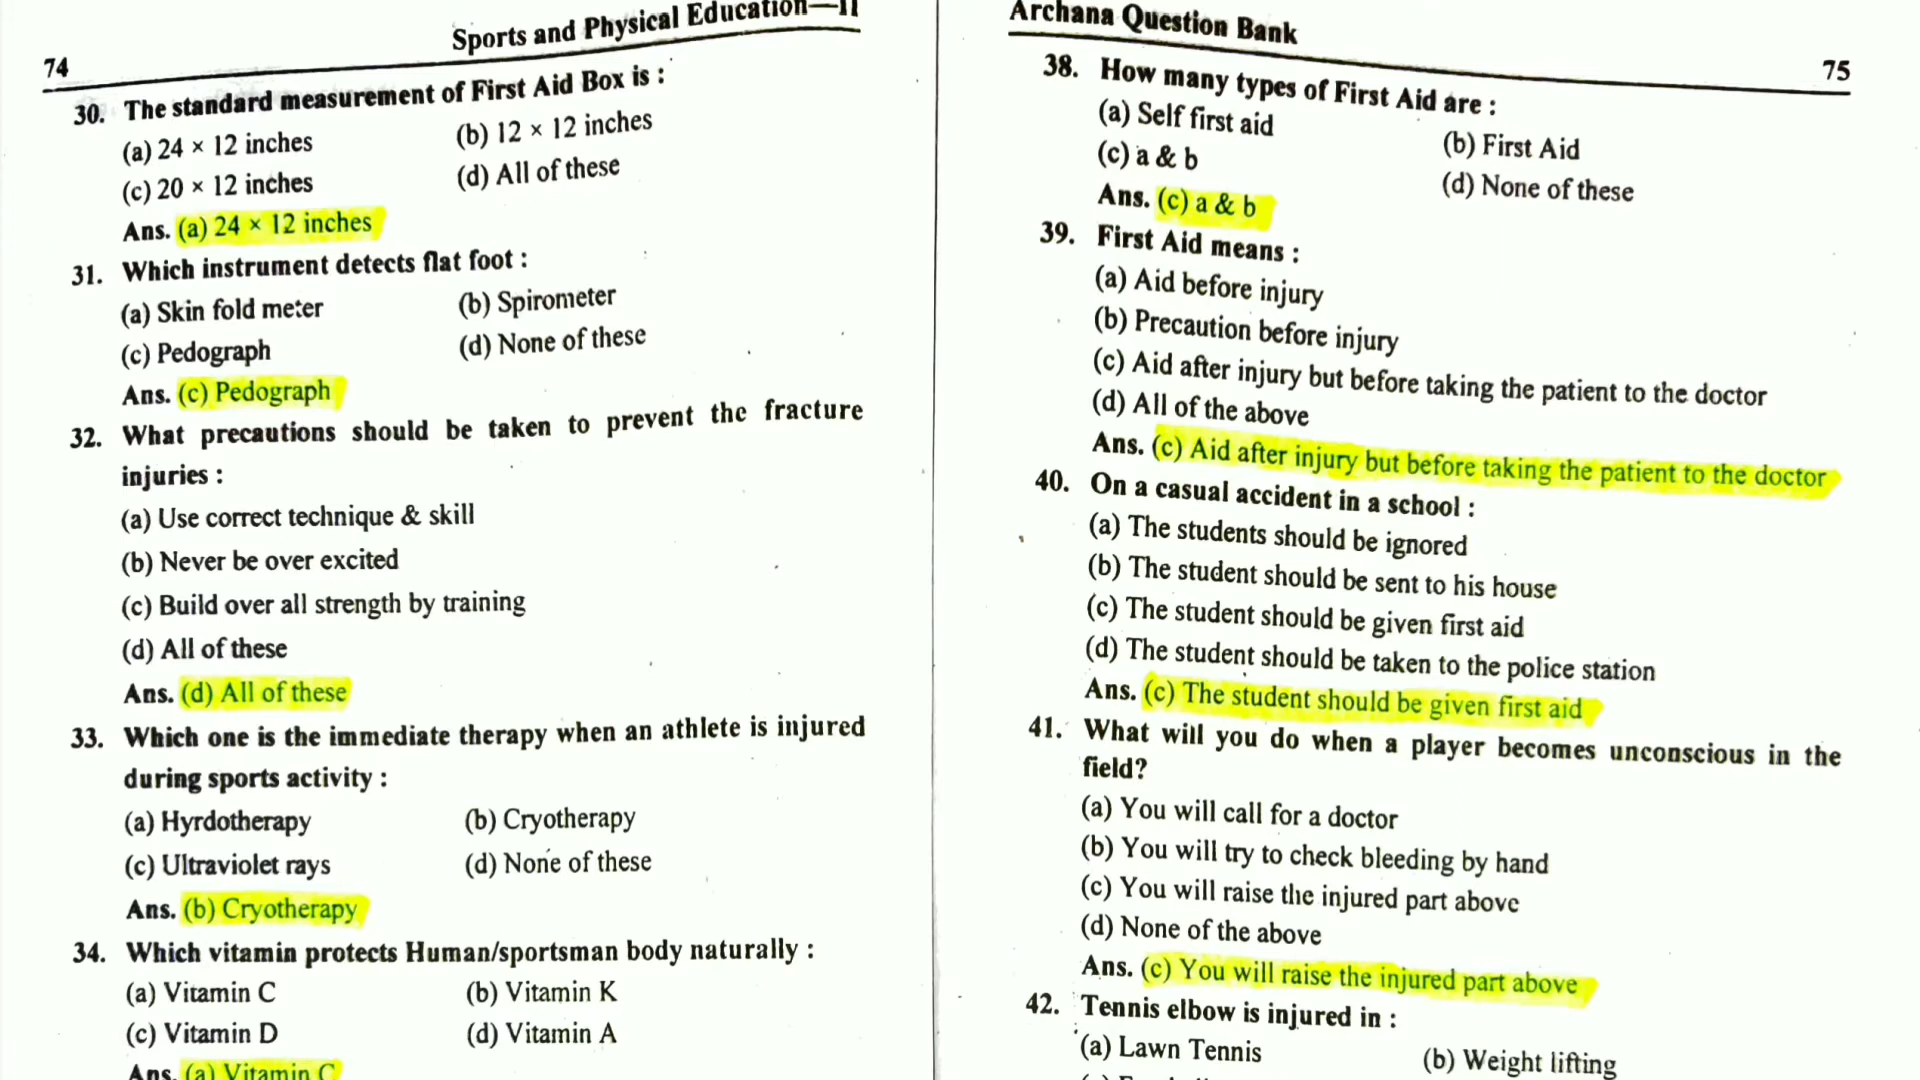 74
Sports and Physical Education—II
30. The standard measurement of First Aid Box is :
(a) 24 × 12 inches (b) 12 × 12 inches
(c) 20 × 12 inches (d) All of these
Ans. (a) 24 × 12 inches
31. Which instrument detects flat foot :
(a) Skin fold meter (b) Spirometer
(c) Pedograph (d) None of these
Ans. (c) Pedograph
32. What precautions should be taken to prevent the fracture
injuries :
(a) Use correct technique & skill
(b) Never be over excited
(c) Build over all strength by training
(d) All of these
Ans. (d) All of these
33. Which one is the immediate therapy when an athlete is injured
during sports activity :
(a) Hyrdotherapy (b) Cryotherapy
(c) Ultraviolet rays (d) None of these
Ans. (b) Cryotherapy
34. Which vitamin protects Human/sportsman body naturally :
(a) Vitamin C (b) Vitamin K
(c) Vitamin D (d) Vitamin A
Ans. (a) Vitamin C
Archana Question Bank
75
38. How many types of First Aid are :
(a) Self first aid (b) First Aid
(c) a & b (d) None of these
Ans. (c) a & b
39. First Aid means :
(a) Aid before injury
(b) Precaution before injury
(c) Aid after injury but before taking the patient to the doctor
(d) All of the above
Ans. (c) Aid after injury but before taking the patient to the doctor
40. On a casual accident in a school :
(a) The students should be ignored
(b) The student should be sent to his house
(c) The student should be given first aid
(d) The student should be taken to the police station
Ans. (c) The student should be given first aid
41. What will you do when a player becomes unconscious in the
field?
(a) You will call for a doctor
(b) You will try to check bleeding by hand
(c) You will raise the injured part above
(d) None of the above
Ans. (c) You will raise the injured part above
42. Tennis elbow is injured in :
(a) Lawn Tennis (b) Weight lifting